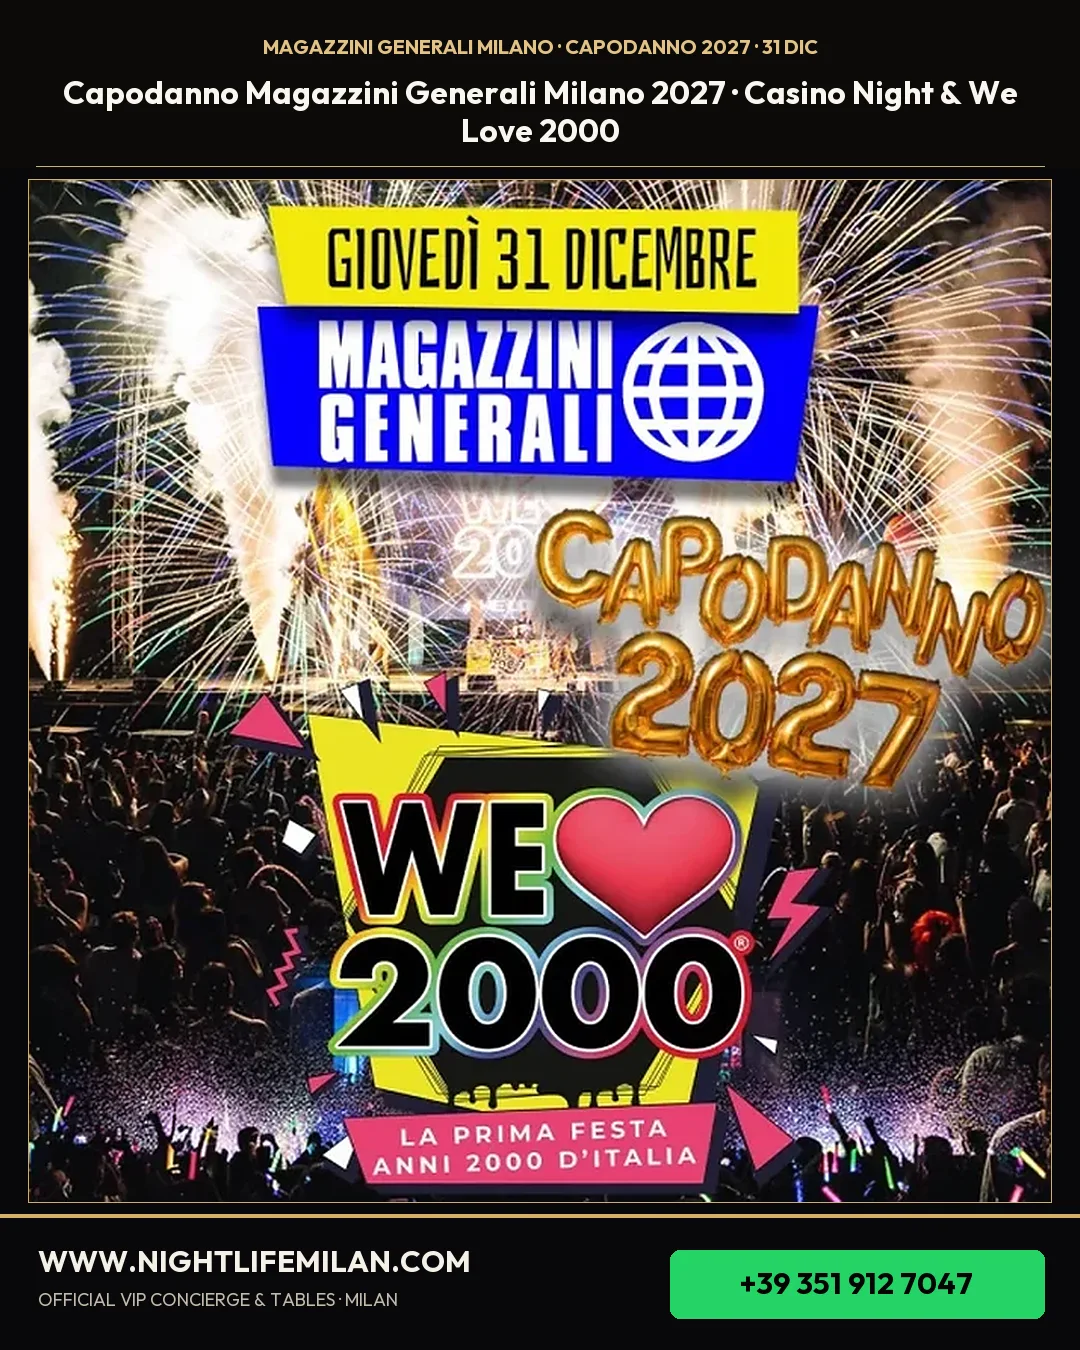 MAGAZZINI GENERALI MILANO · CAPODANNO 2027 · 31 DIC
Capodanno Magazzini Generali Milano 2027 · Casino Night & We
Love 2000
GIOVEDÌ 31 DICEMBRE
MAGAZZINI
GENERALI
WE
20
CAPODANNO
2027
WE
2000®
LA PRIMA FESTA
ANNI 2000 D'ITALIA
WWW.NIGHTLIFEMILAN.COM
OFFICIAL VIP CONCIERGE & TABLES · MILAN
+39 351 912 7047